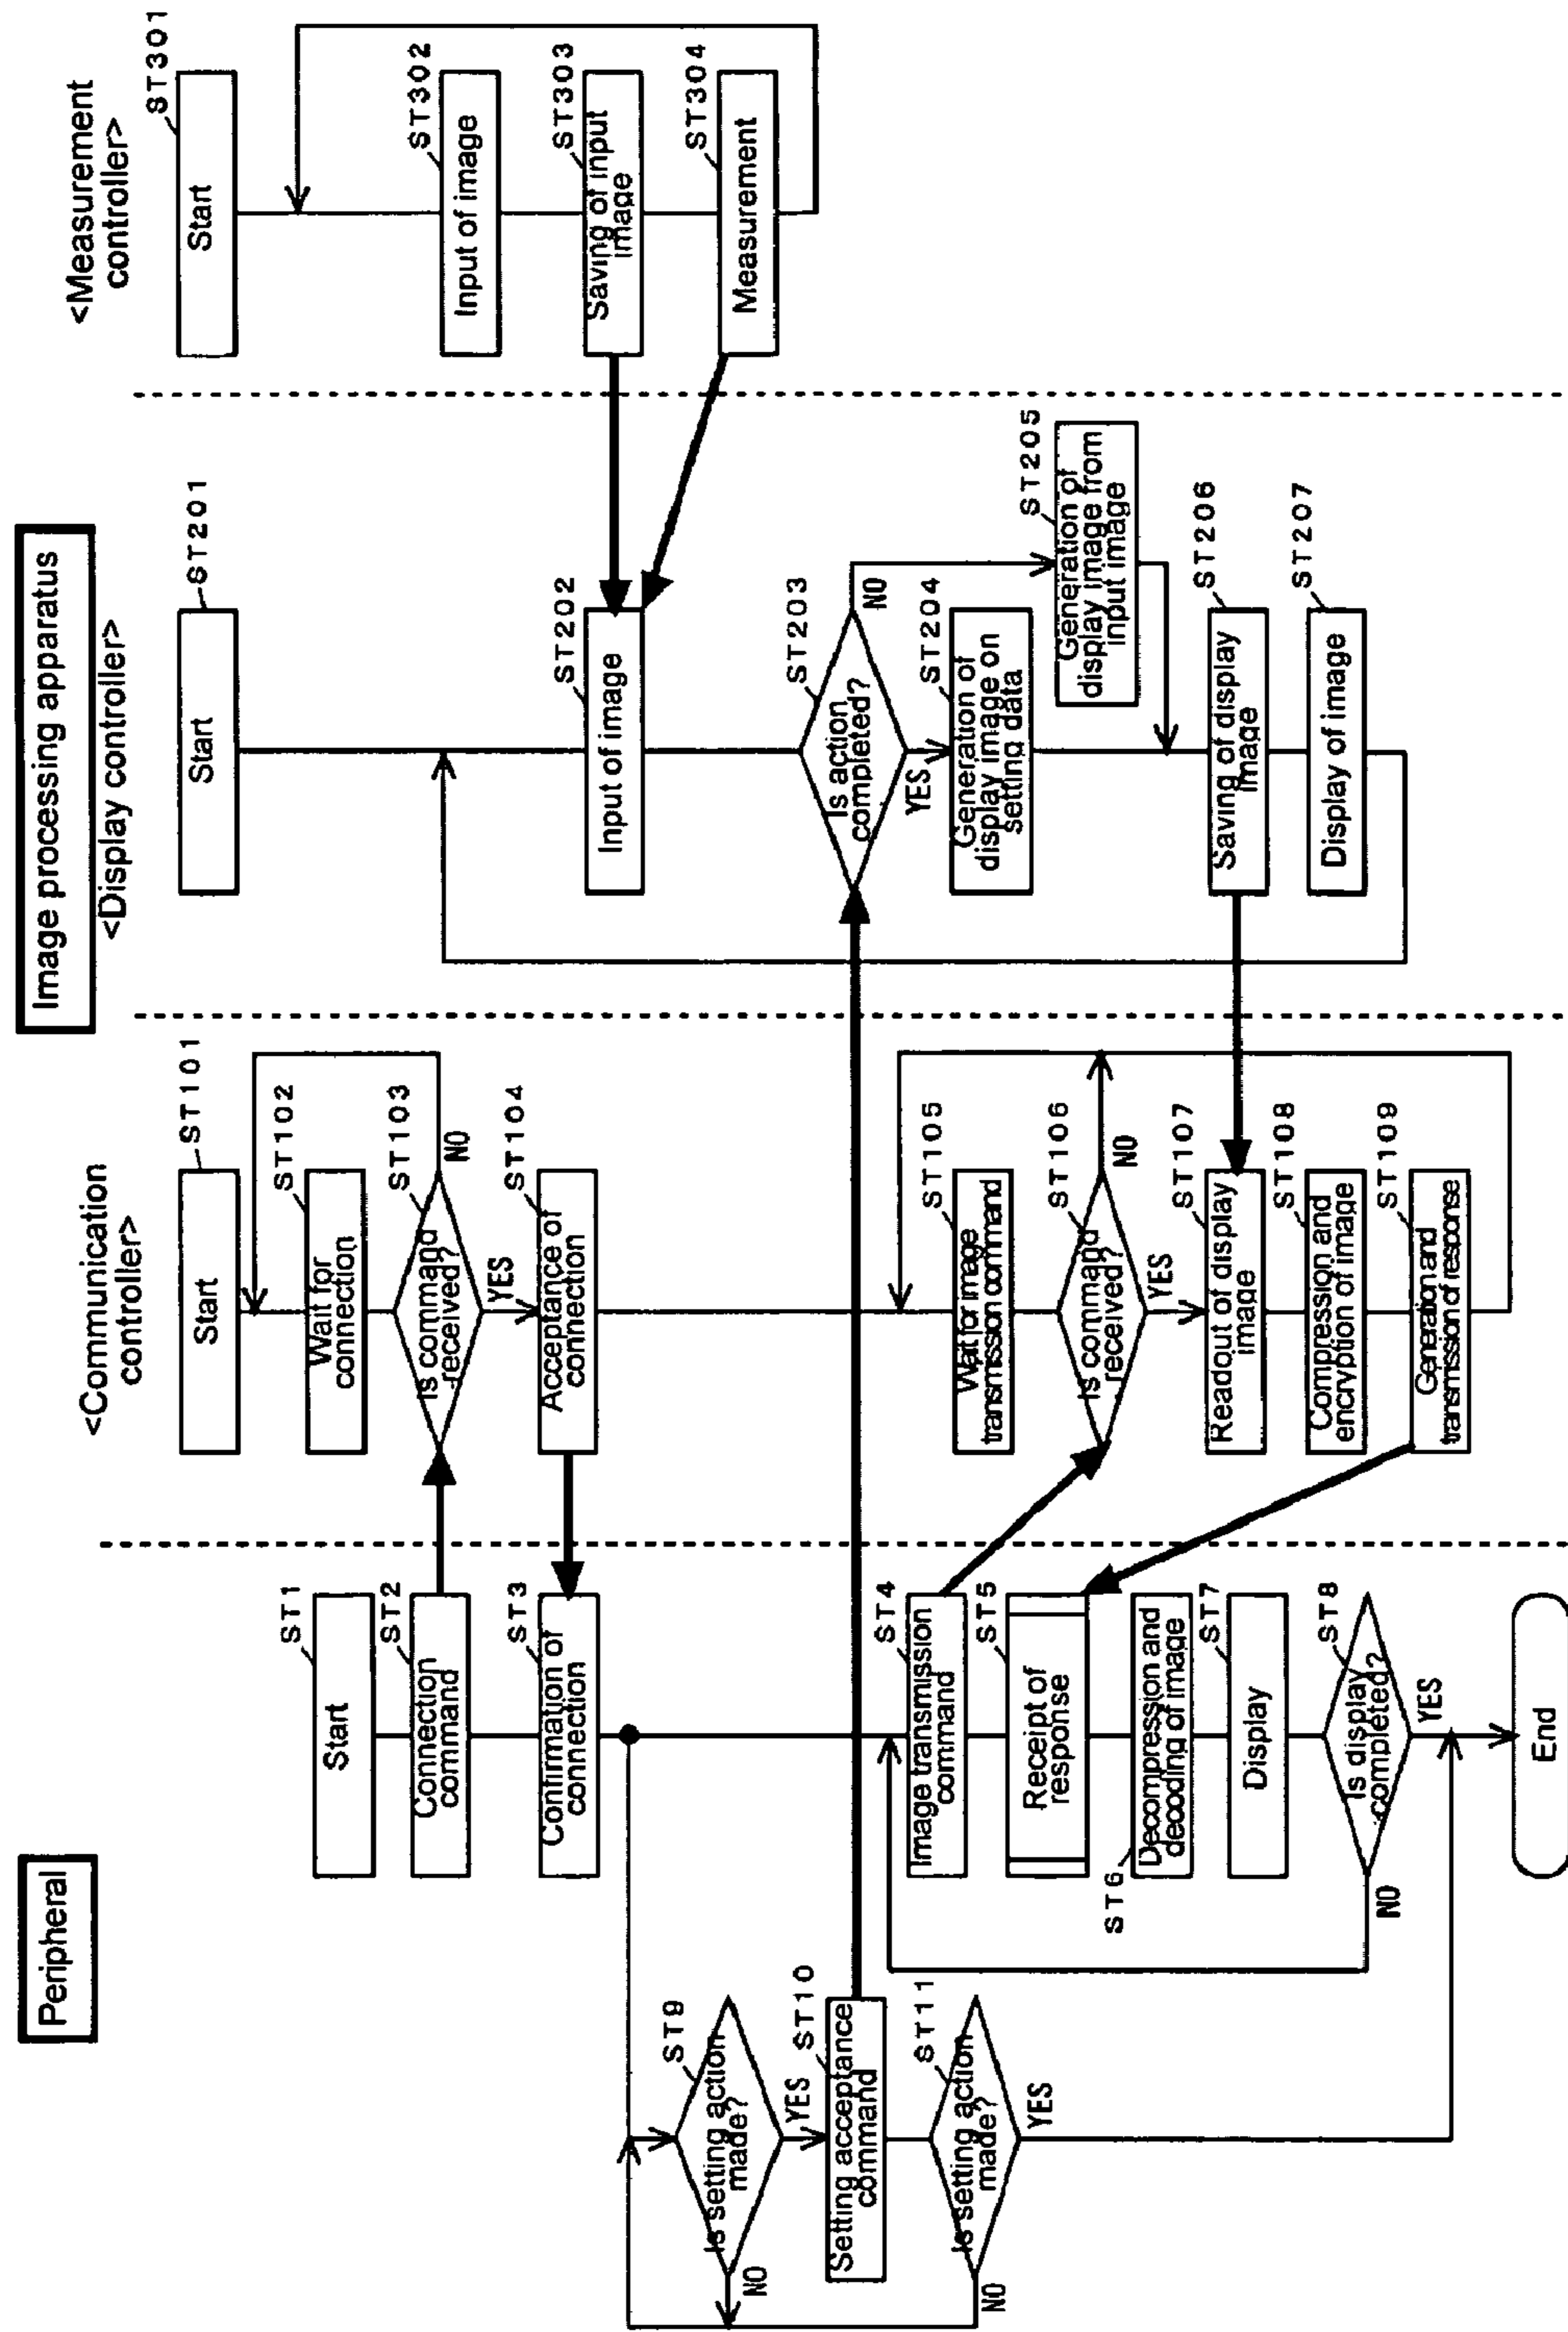 Peripheral
Image processing apparatus
<Communication
controller>
<Display controller>
<Measurement
controller>
ST1
Start
ST2
Connection
command
ST3
Confirmation of
connection
ST9
Is setting action
made?
NO
YES
ST10
Setting acceptance
command
ST11
Is setting action
made?
NO
YES
ST4
Image transmission
command
ST5
Receipt of
response
ST6
Decompression and
decoding of image
ST7
Display
ST8
Is display
completed?
NO
YES
End
ST101
Start
ST102
Wait for
connection
ST103
Is command
received?
NO
YES
ST104
Acceptance of
connection
ST105
Wait for image
transmission command
ST106
Is command
received?
NO
YES
ST107
Readout of display
image
ST108
Compression and
encryption of image
ST109
Generation and
transmission of response
ST201
Start
ST202
Input of image
ST203
Is action
completed?
NO
YES
ST204
Generation of
display image on
setting data
ST205
Generation of
display image from
input image
ST206
Saving of display
image
ST207
Display of image
ST301
Start
ST302
Input of image
ST303
Saving of input
image
ST304
Measurement